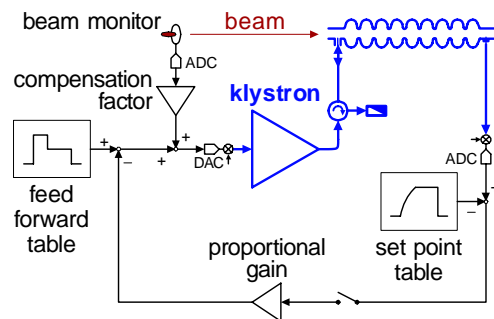 beam monitor
beam
ADC
compensation
factor
klystron
+
−
+
+
DAC
ADC
feed
forward
table
−
−
set point
table
proportional
gain